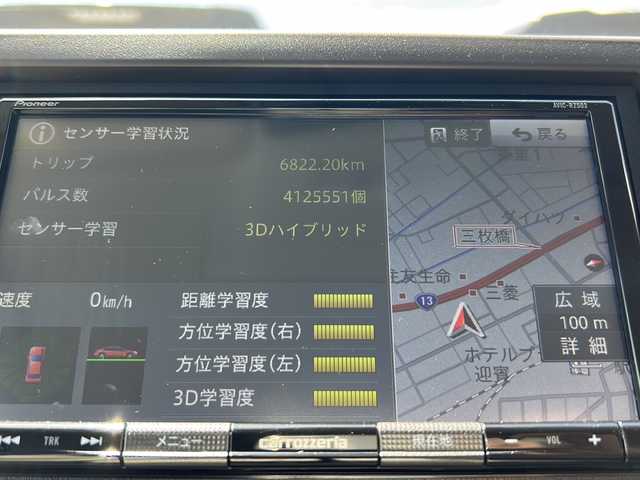 Pioneer
AVIC-RZ503
センサー学習状況
終了
戻る
トリップ 6822.20km
パルス数 4125551個
センサー学習 3Dハイブリッド
速度 0km/h
距離学習度
方位学習度(右)
方位学習度(左)
3D学習度
ダイハツ
三枚橋
住友生命
三菱
13
広域
100m
詳細
ホテルプ
迎賓
TRK
メニュー
carrozzeria
現在地
− VOL +